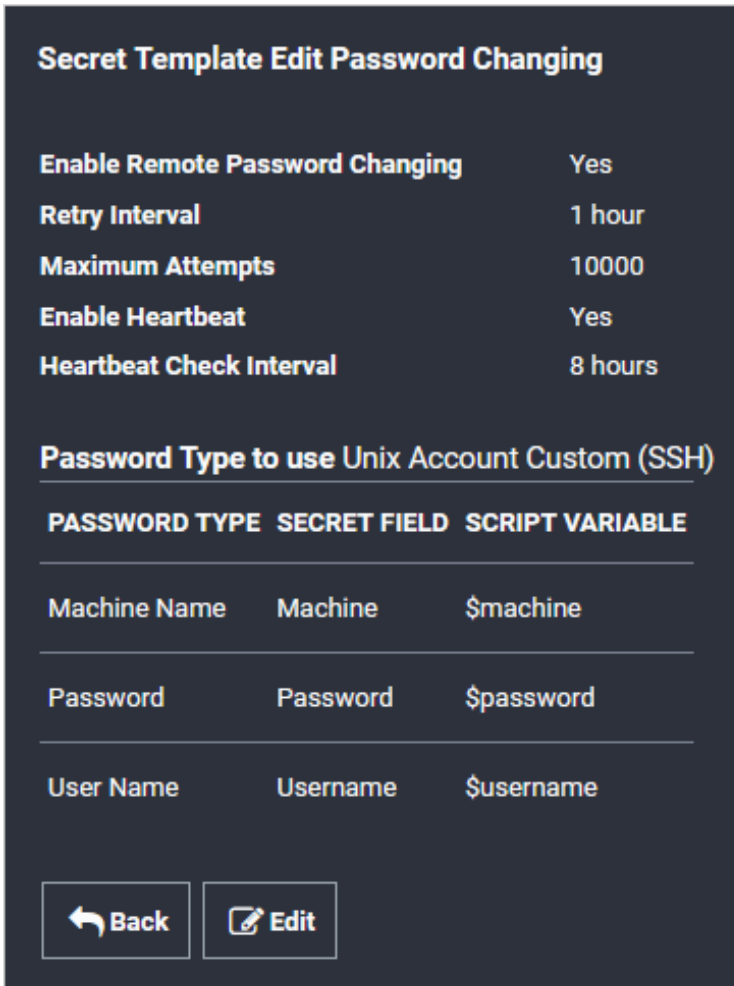 Secret Template Edit Password Changing
Enable Remote Password Changing Yes
Retry Interval 1 hour
Maximum Attempts 10000
Enable Heartbeat Yes
Heartbeat Check Interval 8 hours
Password Type to use Unix Account Custom (SSH)
PASSWORD TYPE SECRET FIELD SCRIPT VARIABLE
Machine Name Machine $machine
Password Password $password
User Name Username $username
Back Edit